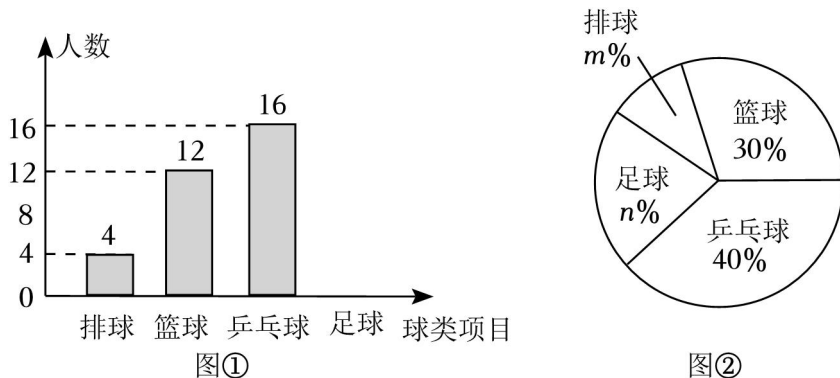 人数
16
12
8
4
0
4
12
16
排球 篮球 乒乓球 足球 球类项目
图①
排球
m%
篮球
30%
足球
n%
乒乓球
40%
图②